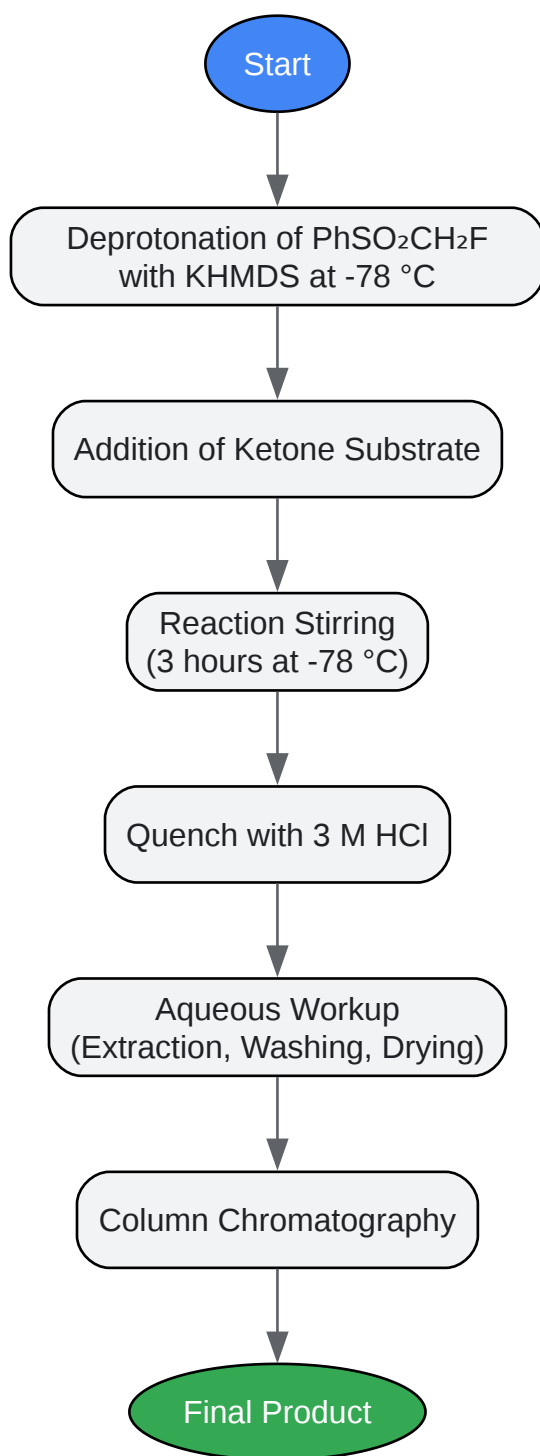 Start
Deprotonation of PhSO₂CH₂F
with KHMDS at -78 °C
Addition of Ketone Substrate
Reaction Stirring
(3 hours at -78 °C)
Quench with 3 M HCl
Aqueous Workup
(Extraction, Washing, Drying)
Column Chromatography
Final Product